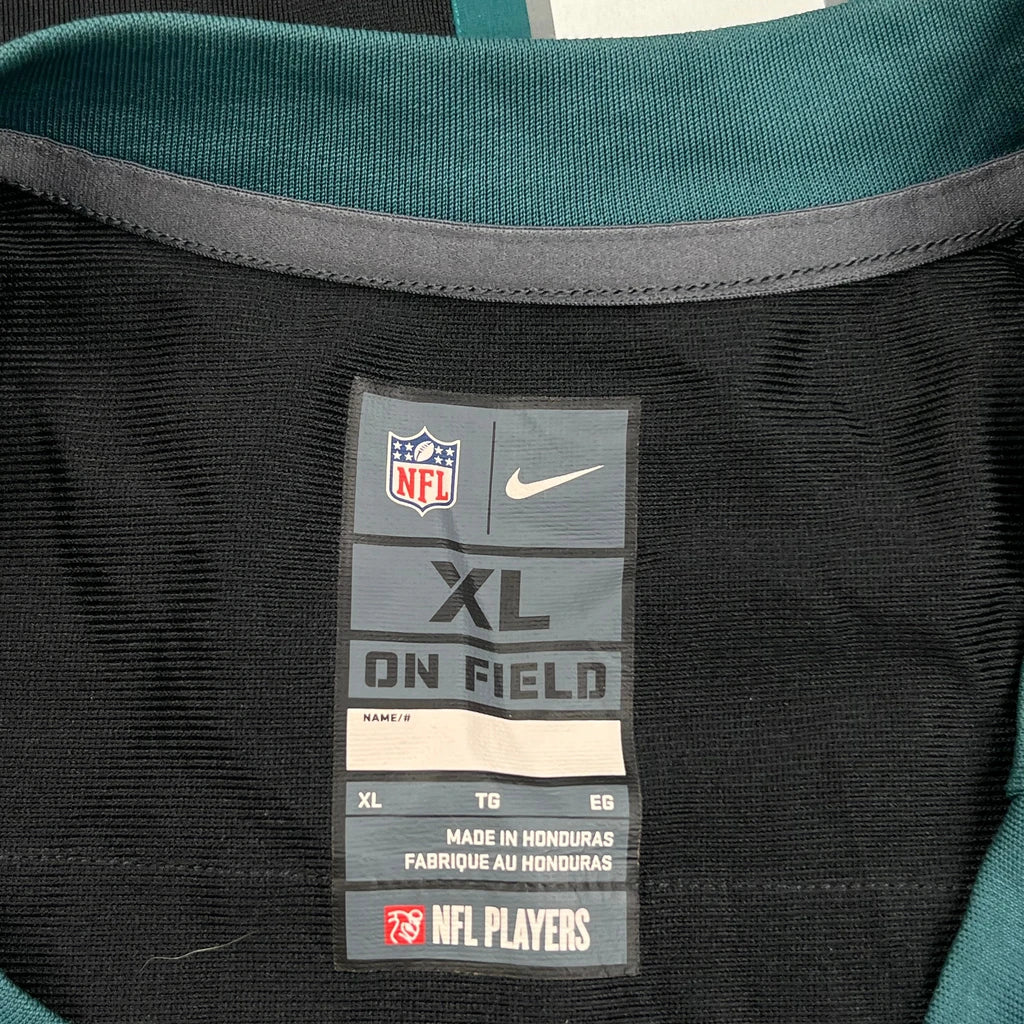 NFL
XL
ON FIELD
NAME/#
XL TG EG
MADE IN HONDURAS
FABRIQUE AU HONDURAS
NFL PLAYERS